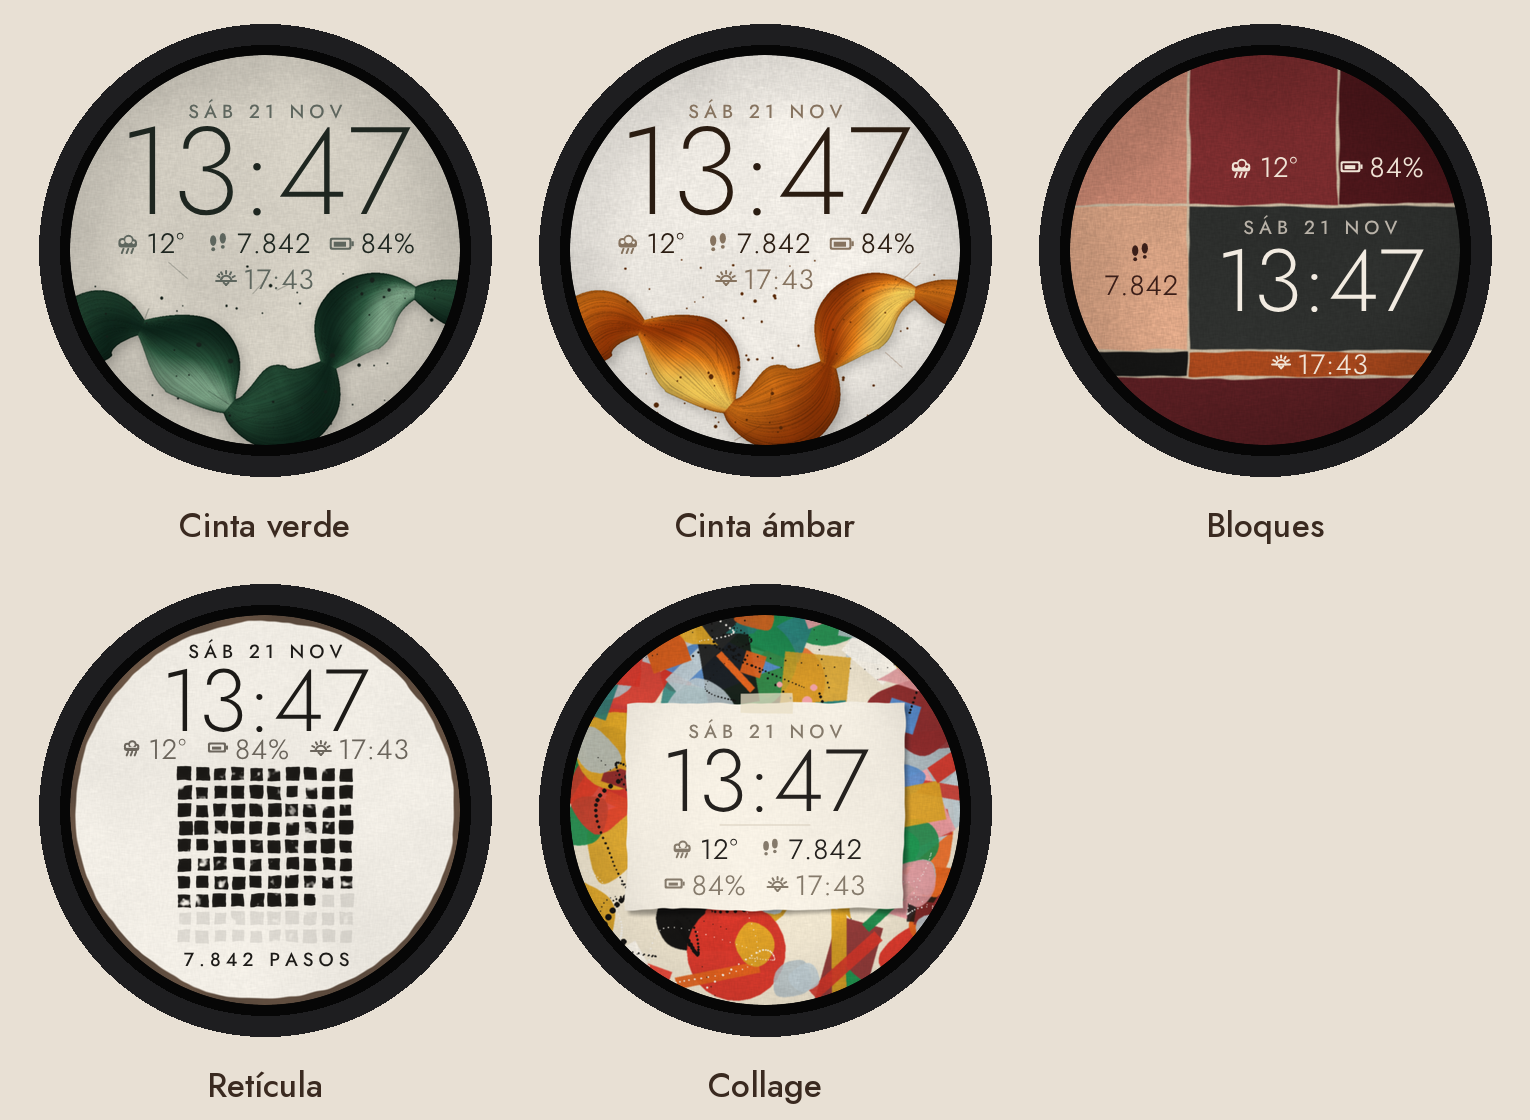 SÁB 21 NOV
13:47
12° 7.842 84%
17:43
Cinta verde
SÁB 21 NOV
13:47
12° 7.842 84%
17:43
Cinta ámbar
12° 84%
SÁB 21 NOV
13:47
7.842
17:43
Bloques
SÁB 21 NOV
13:47
12° 84% 17:43
7.842 PASOS
Retícula
SÁB 21 NOV
13:47
12° 7.842
84% 17:43
Collage